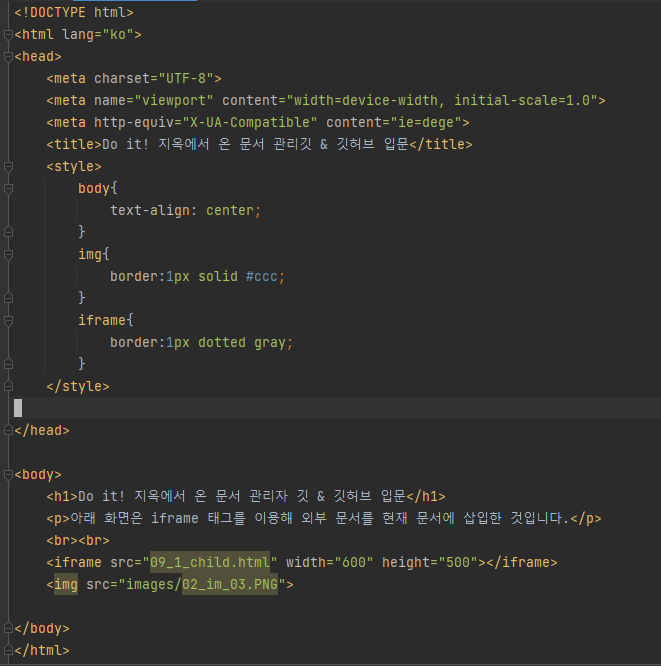 <!DOCTYPE html>
<html lang="ko">
<head>
    <meta charset="UTF-8">
    <meta name="viewport" content="width=device-width, initial-scale=1.0">
    <meta http-equiv="X-UA-Compatible" content="ie=dege">
    <title>Do it! 지옥에서 온 문서 관리깃 & 깃허브 입문</title>
    <style>
        body{
            text-align: center;
        }
        img{
            border:1px solid #ccc;
        }
        iframe{
            border:1px dotted gray;
        }
    </style>
</head>
<body>
    <h1>Do it! 지옥에서 온 문서 관리자 깃 & 깃허브 입문</h1>
    <p>아래 화면은 iframe 태그를 이용해 외부 문서를 현재 문서에 삽입한 것입니다.</p>
    <br><br>
    <iframe src="09_1_child.html" width="600" height="500"></iframe>
    <img src="images/02_im_03.PNG">
</body>
</html>